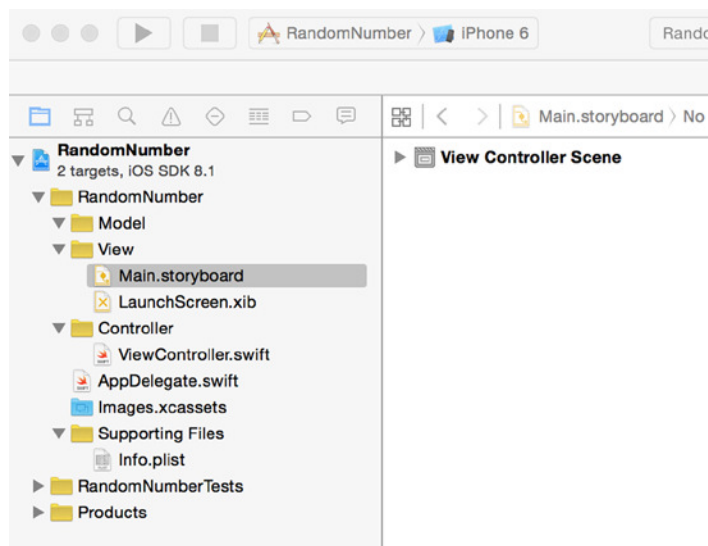 RandomNumber 〉 iPhone 6
Rando
Main.storyboard 〉 No
RandomNumber
2 targets, iOS SDK 8.1
RandomNumber
Model
View
Main.storyboard
LaunchScreen.xib
Controller
ViewController.swift
AppDelegate.swift
Images.xcassets
Supporting Files
Info.plist
RandomNumberTests
Products
View Controller Scene